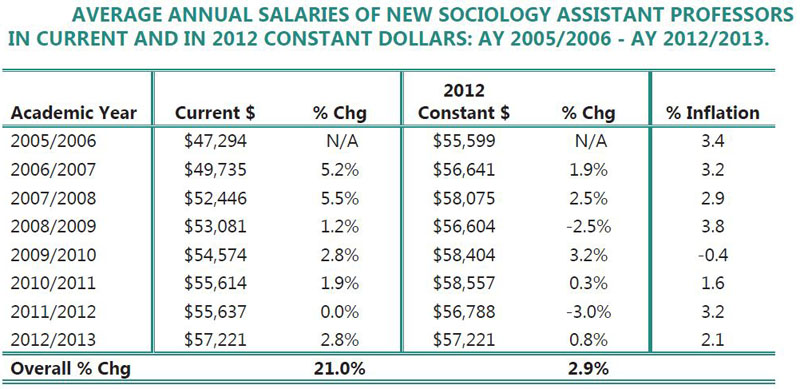 AVERAGE ANNUAL SALARIES OF NEW SOCIOLOGY ASSISTANT PROFESSORS
IN CURRENT AND IN 2012 CONSTANT DOLLARS: AY 2005/2006 - AY 2012/2013.
2012
Academic Year Current $ % Chg Constant $ % Chg % Inflation
2005/2006 $47,294 N/A $55,599 N/A 3.4
2006/2007 $49,735 5.2% $56,641 1.9% 3.2
2007/2008 $52,446 5.5% $58,075 2.5% 2.9
2008/2009 $53,081 1.2% $56,604 -2.5% 3.8
2009/2010 $54,574 2.8% $58,404 3.2% -0.4
2010/2011 $55,614 1.9% $58,557 0.3% 1.6
2011/2012 $55,637 0.0% $56,788 -3.0% 3.2
2012/2013 $57,221 2.8% $57,221 0.8% 2.1
Overall % Chg 21.0% 2.9%